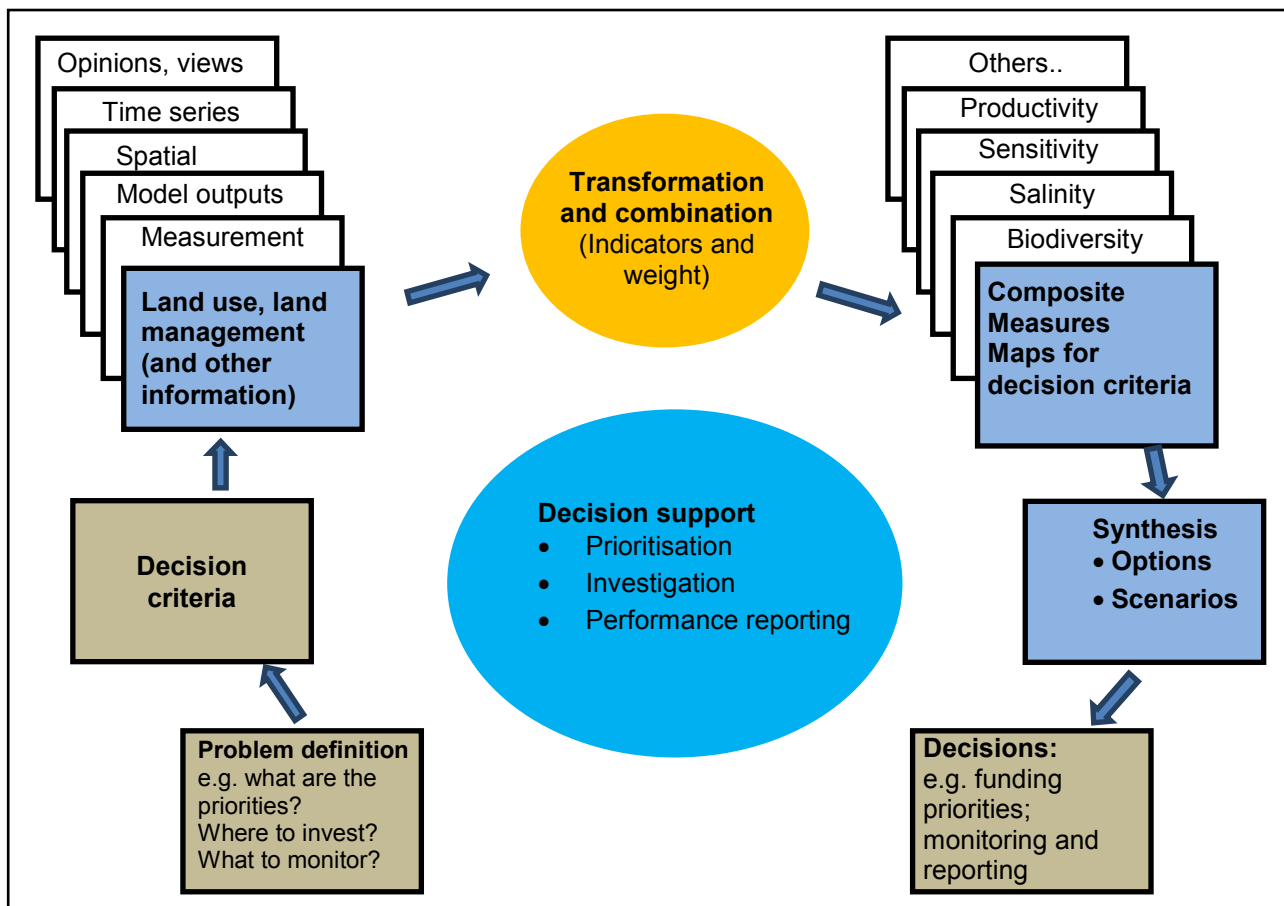 Opinions, views
Time series
Spatial
Model outputs
Measurement
Land use, land
management
(and other
information)
Transformation
and combination
(Indicators and
weight)
Others..
Productivity
Sensitivity
Salinity
Biodiversity
Composite
Measures
Maps for
decision criteria
Decision
criteria
Decision support
• Prioritisation
• Investigation
• Performance reporting
Synthesis
• Options
• Scenarios
Problem definition
e.g. what are the
priorities?
Where to invest?
What to monitor?
Decisions:
e.g. funding
priorities;
monitoring and
reporting